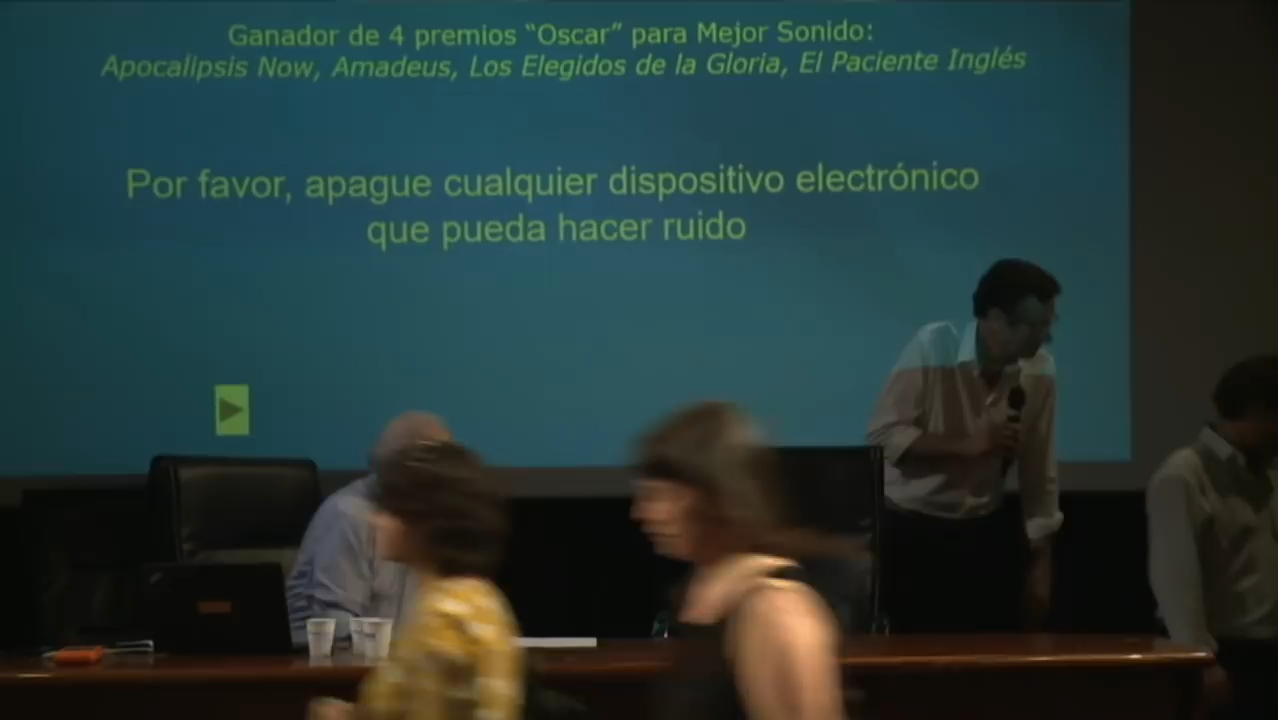 Ganador de 4 premios “Oscar” para Mejor Sonido:
Apocalipsis Now, Amadeus, Los Elegidos de la Gloria, El Paciente Inglés
Por favor, apague cualquier dispositivo electrónico
que pueda hacer ruido